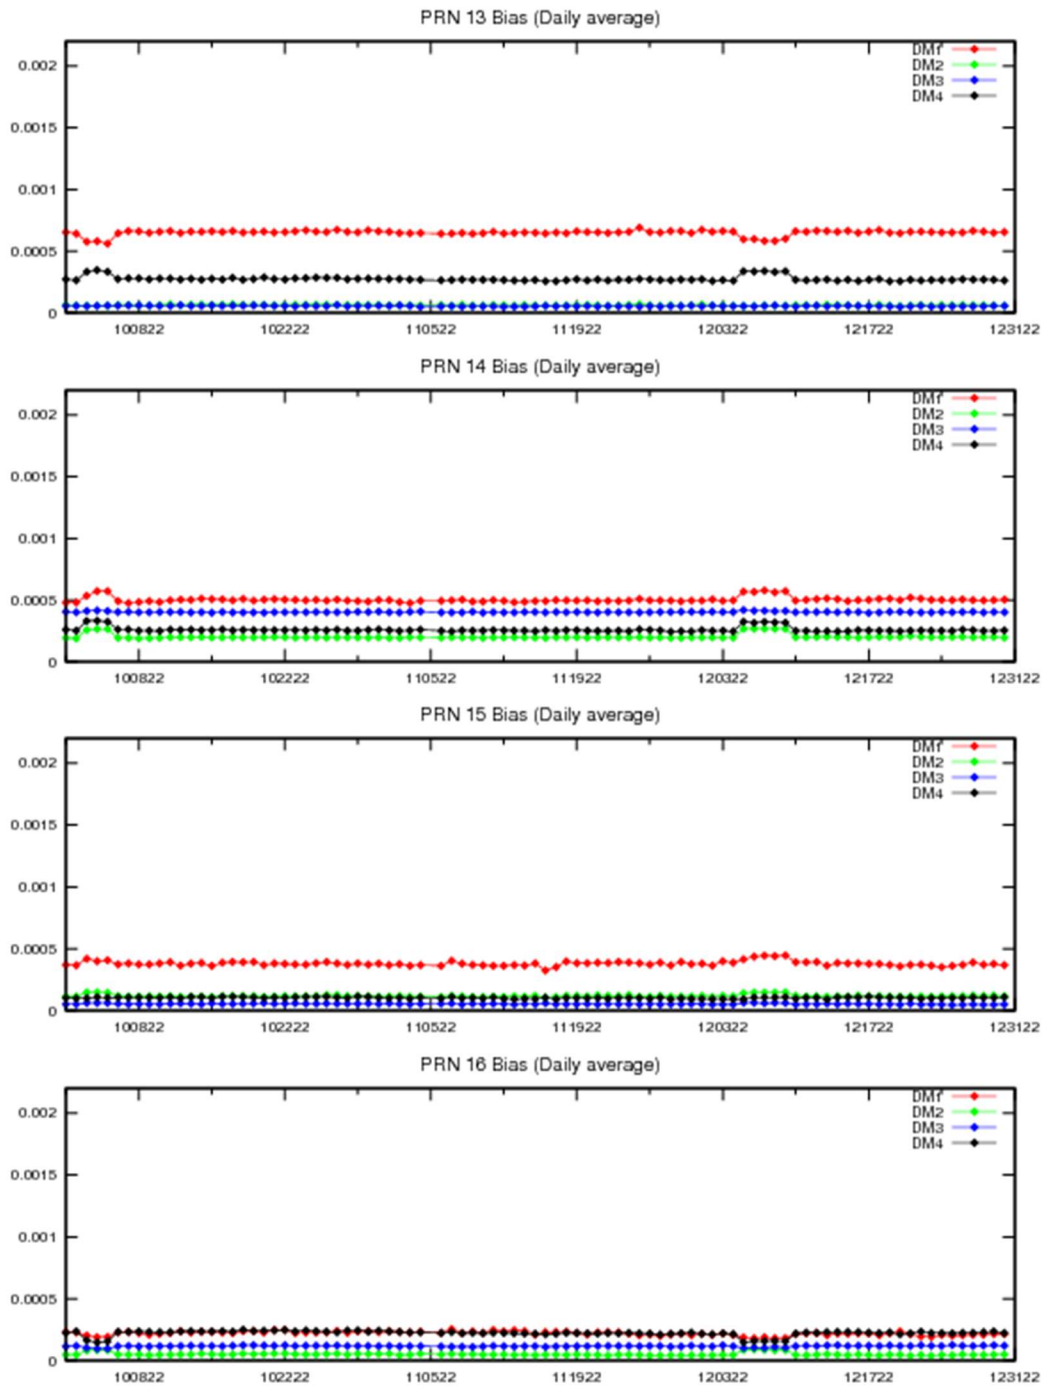 PRN 13 Bias (Daily average)
DM1
DM2
DM3
DM4
0.002
0.0015
0.001
0.0005
0
100822 102222 110522 111922 120322 121722 123122
PRN 14 Bias (Daily average)
DM1
DM2
DM3
DM4
0.002
0.0015
0.001
0.0005
0
100822 102222 110522 111922 120322 121722 123122
PRN 15 Bias (Daily average)
DM1
DM2
DM3
DM4
0.002
0.0015
0.001
0.0005
0
100822 102222 110522 111922 120322 121722 123122
PRN 16 Bias (Daily average)
DM1
DM2
DM3
DM4
0.002
0.0015
0.001
0.0005
0
100822 102222 110522 111922 120322 121722 123122